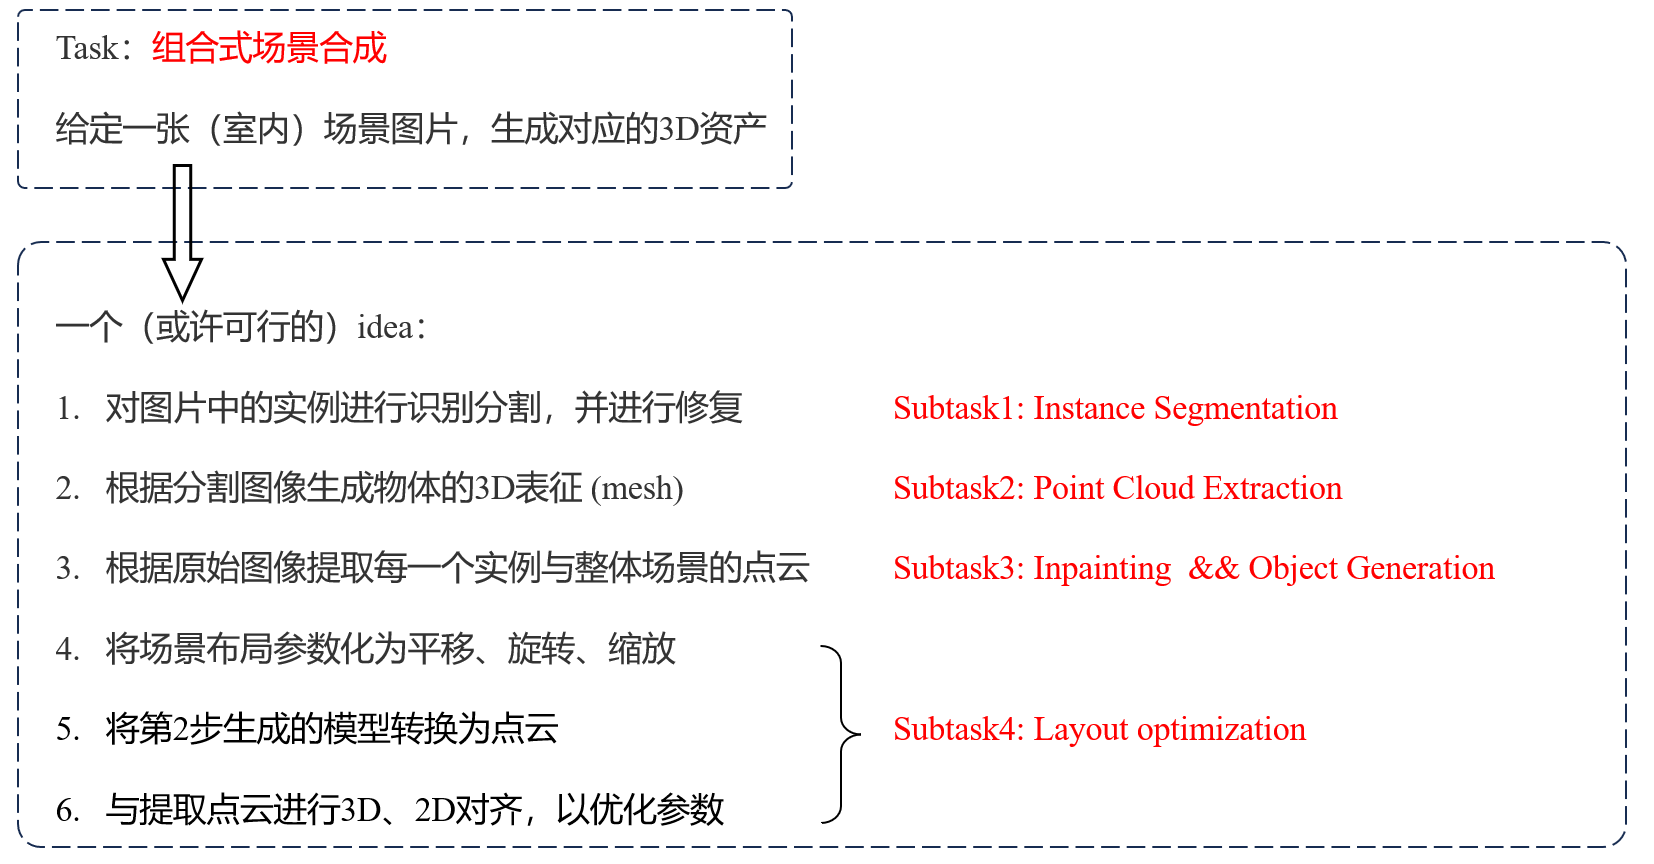 Task：组合式场景合成
给定一张（室内）场景图片，生成对应的3D资产
一个（或许可行的）idea：
1. 对图片中的实例进行识别分割，并进行修复 Subtask1: Instance Segmentation
2. 根据分割图像生成物体的3D表征 (mesh) Subtask2: Point Cloud Extraction
3. 根据原始图像提取每一个实例与整体场景的点云 Subtask3: Inpainting && Object Generation
4. 将场景布局参数化为平移、旋转、缩放
5. 将第2步生成的模型转换为点云 Subtask4: Layout optimization
6. 与提取点云进行3D、2D对齐，以优化参数